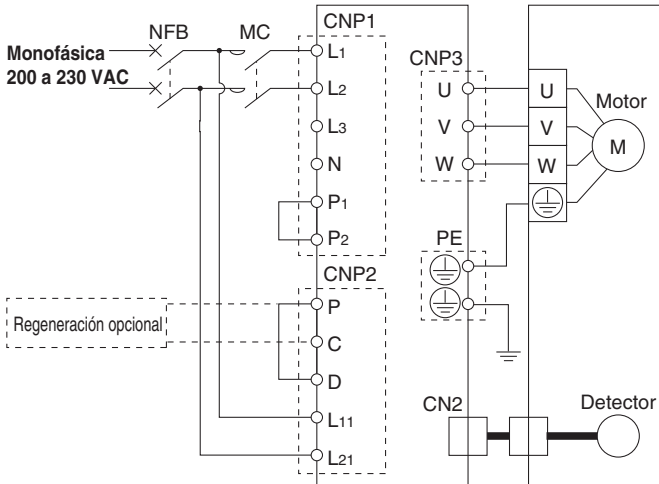 NFB
MC
CNP1
Monofásica
200 a 230 VAC
L1
L2
L3
N
P1
P2
CNP3
U
V
W
U
V
W
Motor
M
PE
CNP2
Regeneración opcional
P
C
D
L11
L21
CN2
Detector